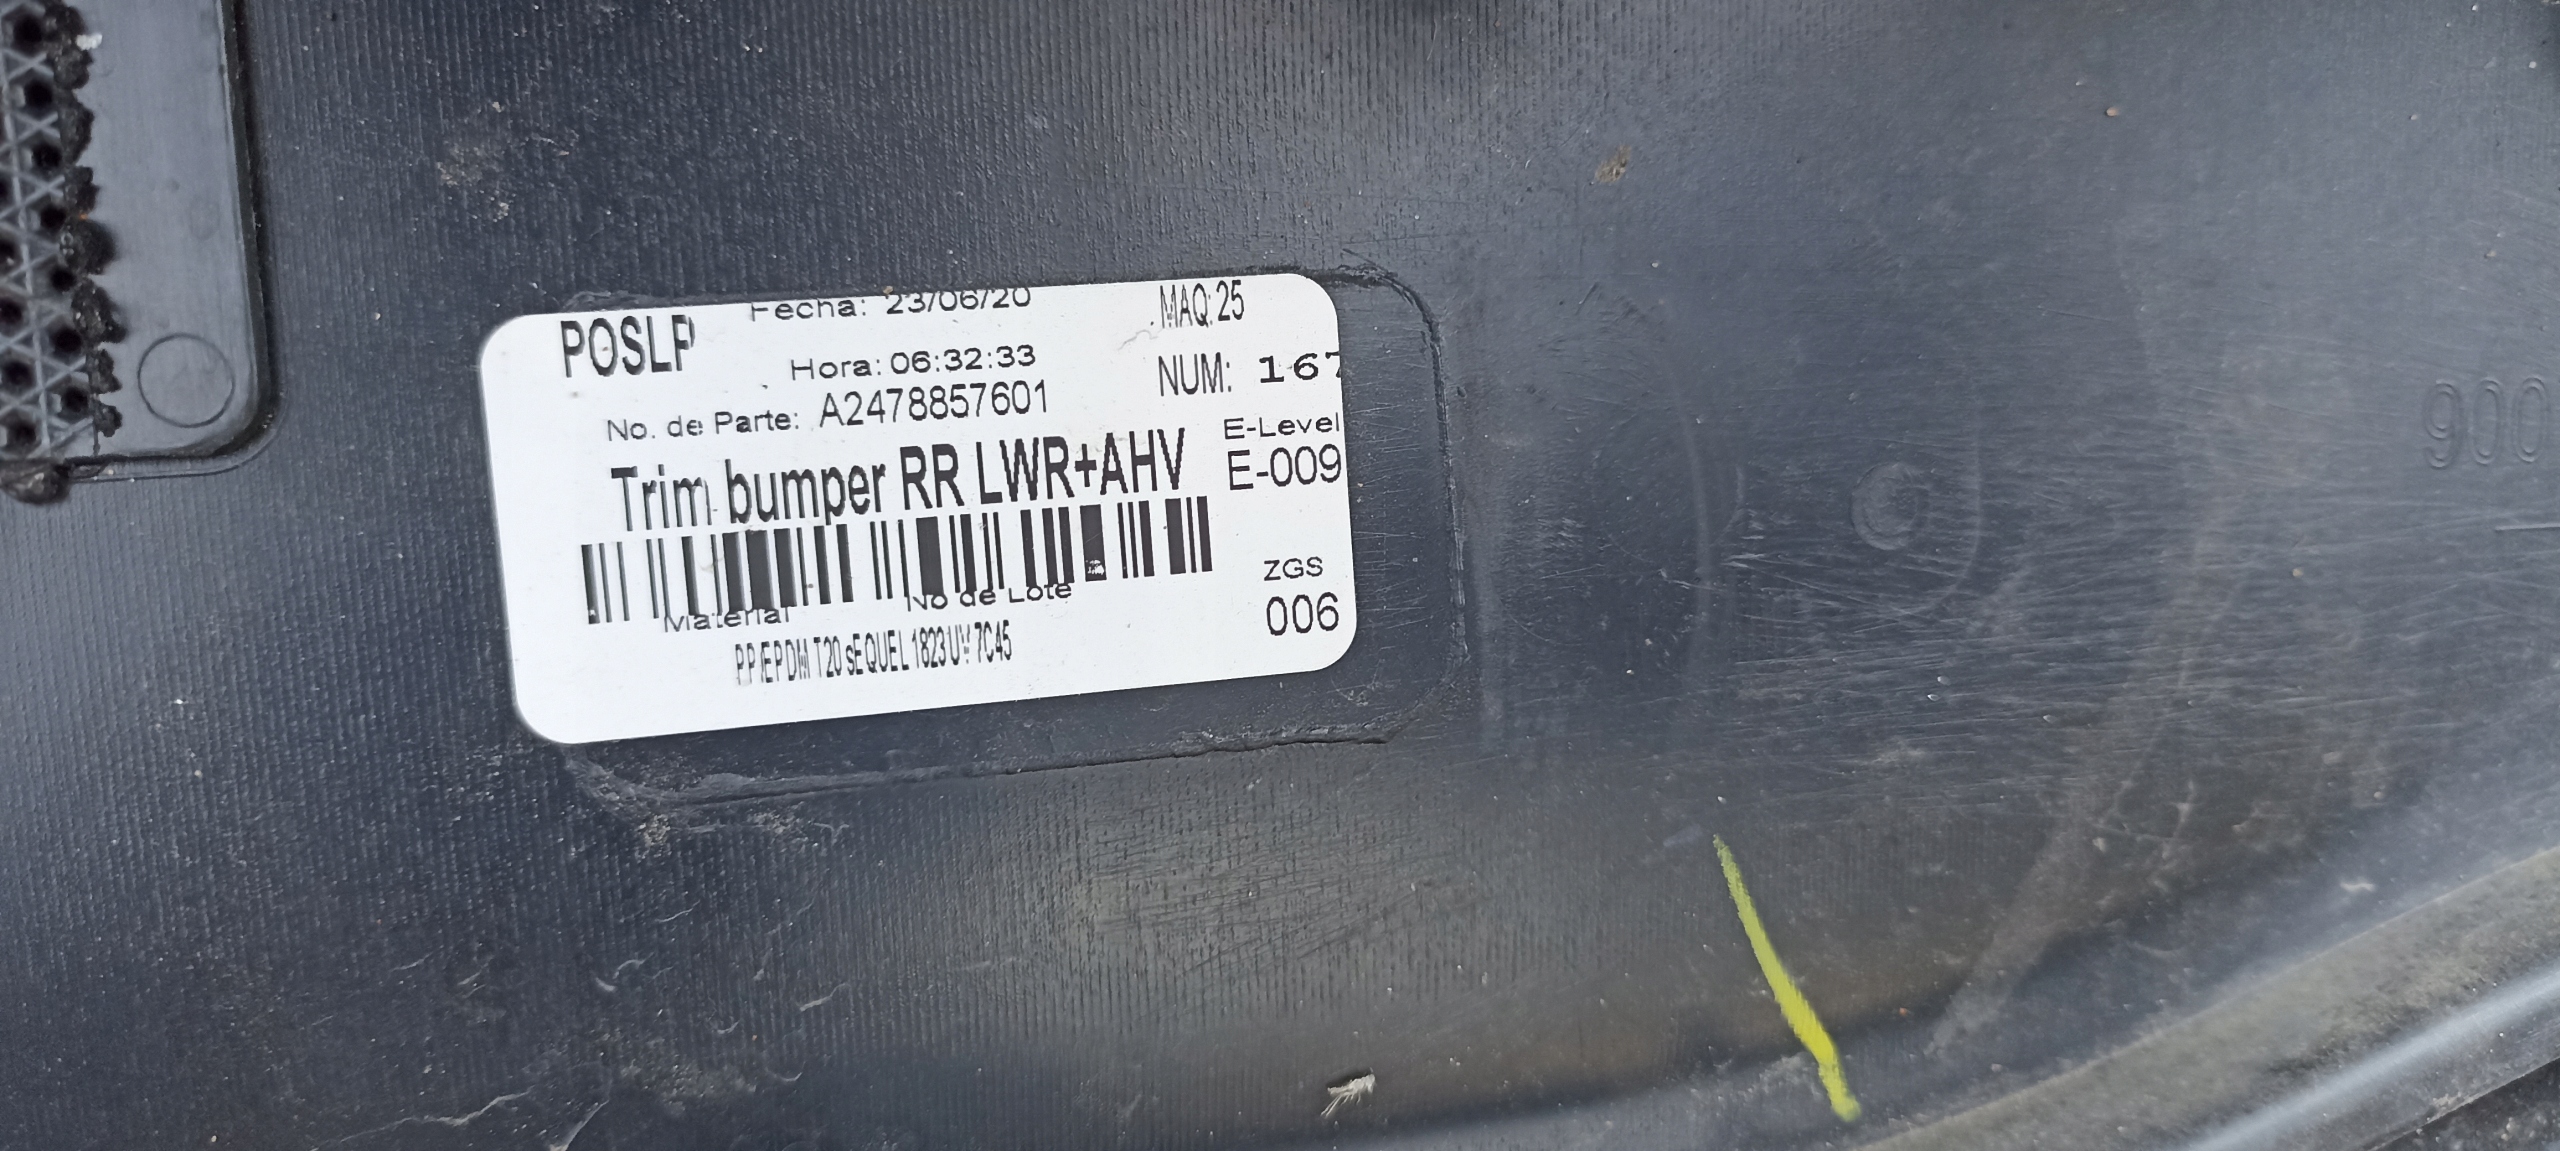 POSLP
Fecha: 23/06/20
MAQ: 25
Hora: 06:32:33
NUM: 167
No. de Parte: A2478857601
E-Level
Trim bumper RR LWR+AHV
E-009
Material
No de Lote
ZGS
006
PP/EPDM T20 sEQUEL 1823 UV 7C45
900